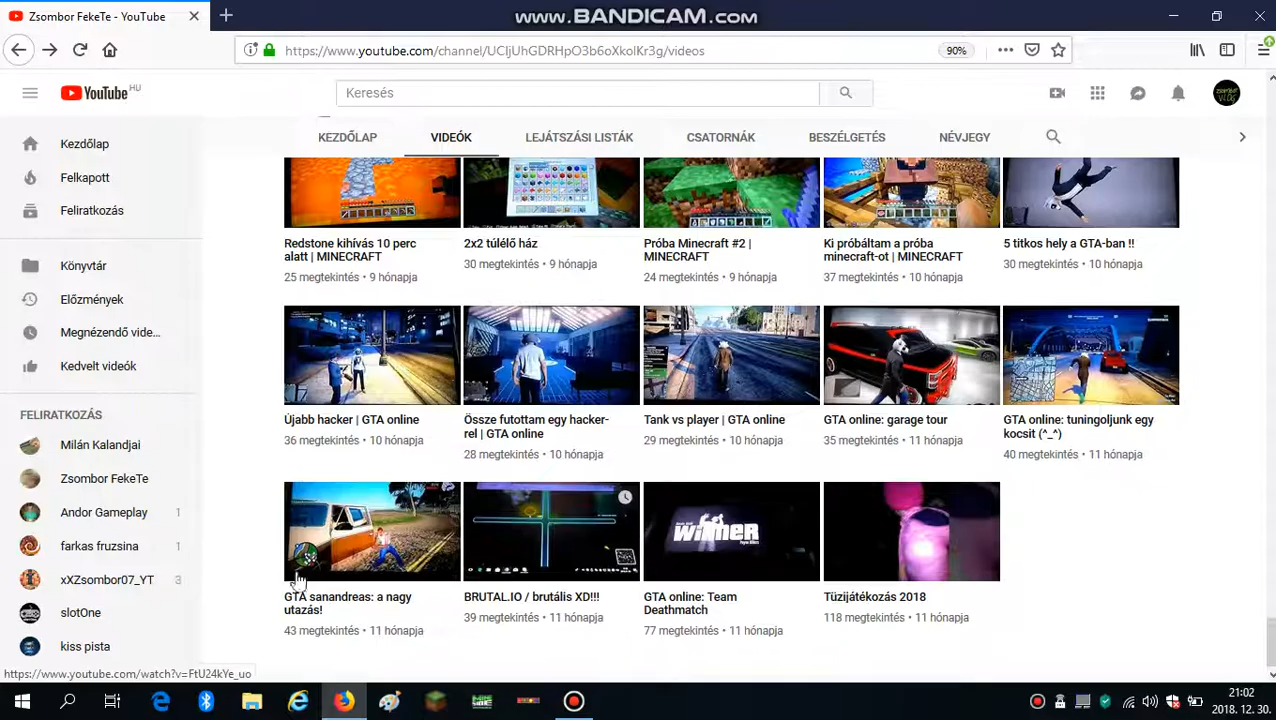 Zsombor FekeTe - YouTube
www.BANDICAM.com
https://www.youtube.com/channel/UCIjUhGDRHpO3b6oXkolKr3g/videos
90%
YouTube HU
Keresés
KEZDŐLAP VIDEÓK LEJÁTSZÁSI LISTÁK CSATORNÁK BESZÉLGETÉS NÉVJEGY
Kezdőlap
Felkapott
Feliratkozás
Könyvtár
Előzmények
Megnézendő vide...
Kedvelt videók
FELIRATKOZÁS
Milán Kalandjai
Zsombor FekeTe
Andor Gameplay 1
farkas fruzsina 1
xXZsombor07_YT 3
slotOne
kiss pista
Redstone kihívás 10 perc
alatt | MINECRAFT
25 megtekintés • 9 hónapja
2x2 túlélő ház
30 megtekintés • 9 hónapja
Próba Minecraft #2 |
MINECRAFT
24 megtekintés • 9 hónapja
Ki próbáltam a próba
minecraft-ot | MINECRAFT
37 megtekintés • 10 hónapja
5 titkos hely a GTA-ban !!
30 megtekintés • 10 hónapja
Újabb hacker | GTA online
36 megtekintés • 10 hónapja
Össze futottam egy hacker-
rel | GTA online
28 megtekintés • 10 hónapja
Tank vs player | GTA online
29 megtekintés • 10 hónapja
GTA online: garage tour
35 megtekintés • 11 hónapja
GTA online: tuningoljunk egy
kocsit (^_^)
40 megtekintés • 11 hónapja
GTA sanandreas: a nagy
utazás!
43 megtekintés • 11 hónapja
BRUTAL.IO / brutális XD!!!
39 megtekintés • 11 hónapja
WINNER
GTA online: Team
Deathmatch
77 megtekintés • 11 hónapja
Tüzijátékozás 2018
118 megtekintés • 11 hónapja
https://www.youtube.com/watch?v=FtU24kYe_uo
21:02
2018. 12. 30.